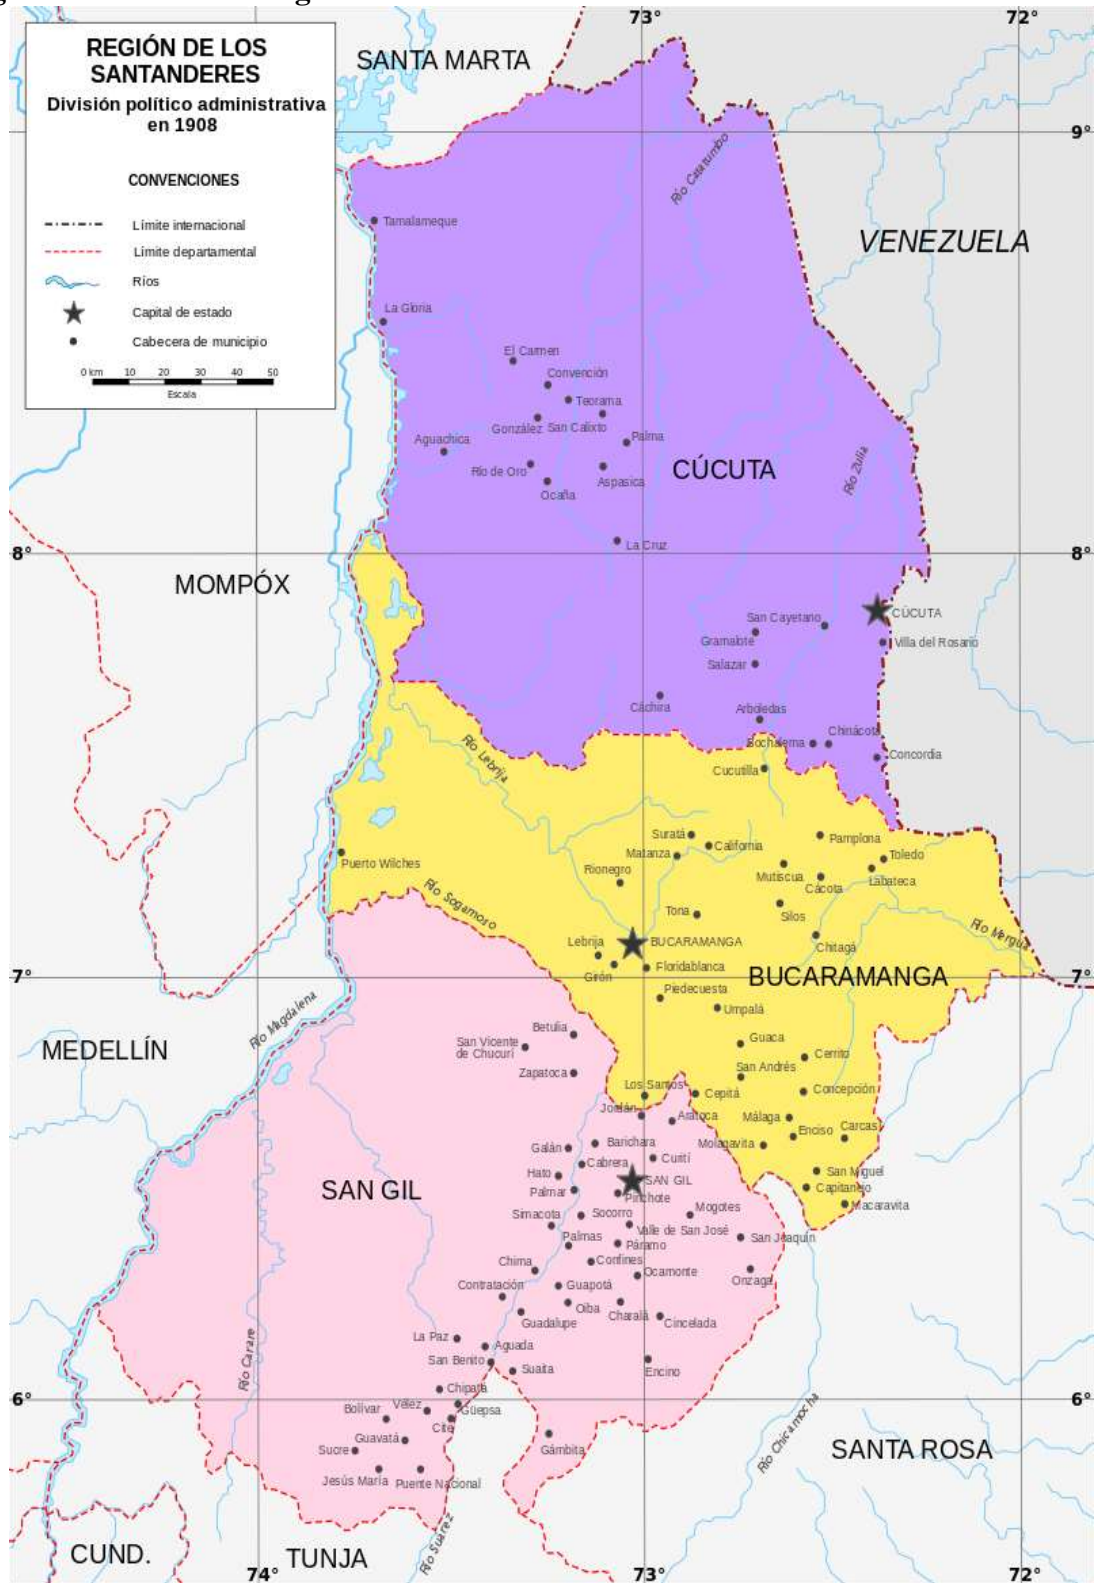 73°
72°
REGIÓN DE LOS
SANTANDERES
División político administrativa
en 1908
CONVENCIONES
Límite internacional
Límite departamental
Ríos
Capital de estado
Cabecera de municipio
0 km 10 20 30 40 50
Escala
SANTA MARTA
9°
Río Catatumbo
VENEZUELA
Tamalameque
La Gloria
El Carmen
Convención
Teorama
González
San Calixto
Aguachica
Palma
Río de Oro
Aspasica
Ocaña
CÚCUTA
Río Zulia
La Cruz
8°
8°
MOMPÓX
San Cayetano
CÚCUTA
Gramalote
Villa del Rosario
Salazar
Cáchira
Arboledas
Bochalema
Chinácota
Concordia
Río Lebrija
Cucutilla
Suratá
California
Pamplona
Matanza
Toledo
Puerto Wilches
Rionegro
Mutiscua
Cácota
Labateca
Río Sogamoso
Tona
Silos
Río Mergua
Lebrija
BUCARAMANGA
Chitagá
Girón
Floridablanca
BUCARAMANGA
7°
7°
Piedecuesta
Umpalá
Río Magdalena
MEDELLÍN
Betulia
San Vicente
de Chucurí
Guaca
Cerrito
Zapatoca
San Andrés
Los Santos
Cepitá
Concepción
Jordán
Aratoca
Málaga
Enciso
Carcasí
Galán
Barichara
Molagavita
Cabrera
Curití
Hato
SAN GIL
San Miguel
SAN GIL
Palmar
Pinchote
Capitanejo
Simacota
Socorro
Mogotes
Macaravita
Valle de San José
Palmas
Páramo
San Joaquín
Chima
Confines
Ocamonte
Onzaga
Contratación
Guapotá
Oiba
Charalá
Guadalupe
Cincelada
La Paz
Aguada
San Benito
Suaita
Encino
Río Carare
Chipatá
6°
6°
Vélez
Güepsa
Bolívar
Cite
Guavatá
Sucre
Gámbita
Río Chicamocha
SANTA ROSA
Jesús María
Puente Nacional
CUND.
TUNJA
Río Suárez
74°
73°
72°